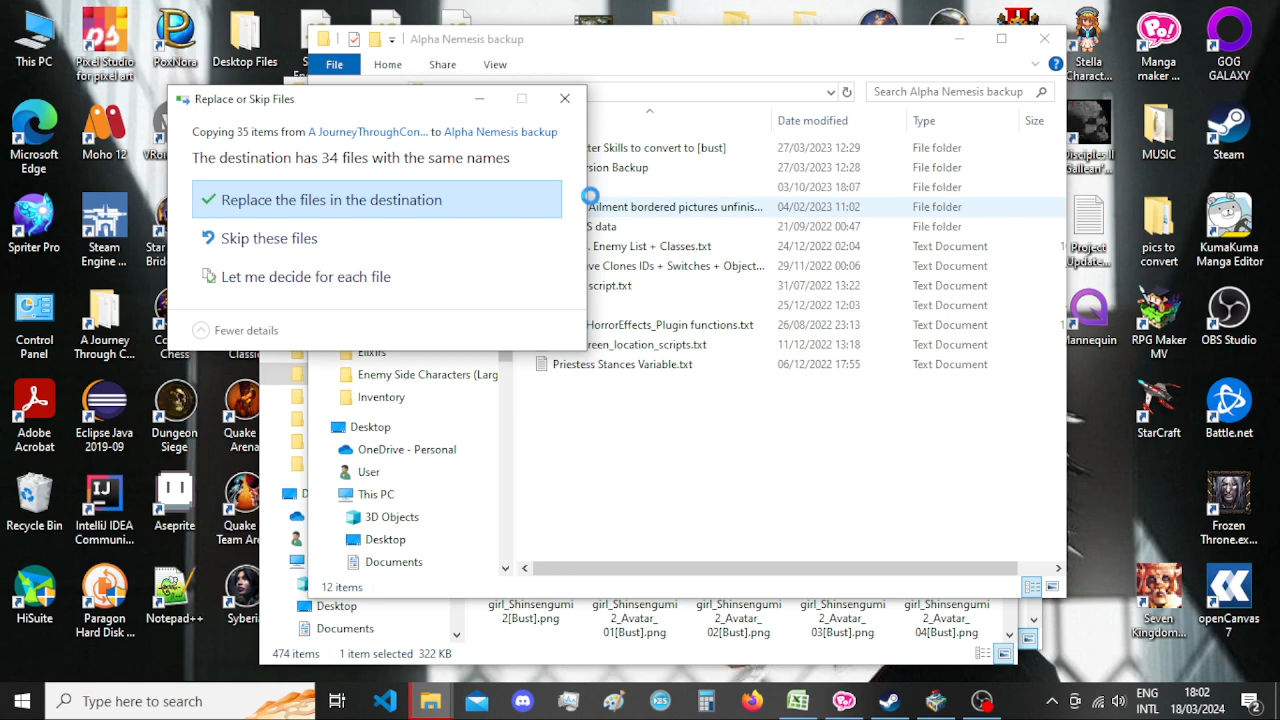 This PC
Pixel Studio
for pixel art
PoxNora
Desktop Files
Alpha Nemesis backup
File
Home
Share
View
Search Alpha Nemesis backup
Date modified
Type
Size
ter Skills to convert to [bust]
27/03/2023 12:29
File folder
sion Backup
27/03/2023 12:28
File folder
03/10/2023 18:07
File folder
Ailment bordered pictures unfinis...
04/02/2023 11:02
File folder
S data
21/09/2022 00:47
File folder
. Enemy List + Classes.txt
24/12/2022 02:04
Text Document
ve Clones IDs + Switches + Object...
29/11/2022 00:06
Text Document
script.txt
31/07/2022 13:22
Text Document
25/12/2022 12:03
Text Document
HorrorEffects_Plugin functions.txt
26/08/2022 23:13
Text Document
reen_location_scripts.txt
11/12/2022 13:18
Text Document
Priestess Stances Variable.txt
06/12/2022 17:55
Text Document
Replace or Skip Files
Copying 35 items from A JourneyThroughCon... to Alpha Nemesis backup
The destination has 34 files with the same names
Replace the files in the destination
Skip these files
Let me decide for each file
Fewer details
Elixirs
Enemy Side Characters (Larg
Inventory
Desktop
OneDrive - Personal
User
This PC
3D Objects
Desktop
Documents
12 items
Desktop
Documents
girl_Shinsengumi
2[Bust].png
girl_Shinsengumi
2_Avatar_
01[Bust].png
girl_Shinsengumi
2_Avatar_
02[Bust].png
girl_Shinsengumi
2_Avatar_
03[Bust].png
girl_Shinsengumi
2_Avatar_
04[Bust].png
474 items
1 item selected 322 KB
Microsoft
Edge
Moho 12
VRoi
Spriter Pro
Steam
Engine ...
Star
Brid
Control
Panel
A Journey
Through C...
Co
Chess
Classi
Adobe
Acrobat
Eclipse Java
2019-09
Dungeon
Siege
Quake
Arena
Recycle Bin
IntelliJ IDEA
Communi...
Aseprite
Quake
Team Are
HiSuite
Paragon
Hard Disk ...
Notepad++
Syberia
Stella
Charact...
Manga
maker ...
GOG
GALAXY
Disciples II
Gallean'...
MUSIC
Steam
Project
Update...
pics to
convert
KumaKuma
Manga Editor
Mannequin
RPG Maker
MV
OBS Studio
StarCraft
Battle.net
Frozen
Throne.ex...
Seven
Kingdom...
openCanvas
7
Type here to search
ENG
INTL
18:02
18/03/2024
2